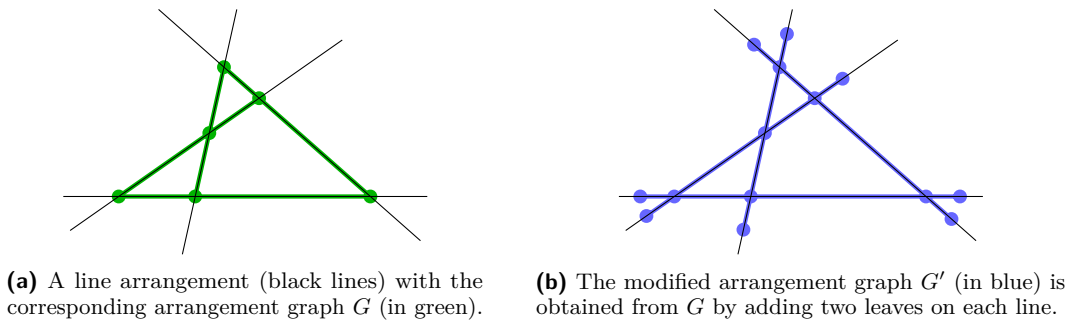 (a) A line arrangement (black lines) with the
corresponding arrangement graph G (in green).
(b) The modified arrangement graph G′ (in blue) is
obtained from G by adding two leaves on each line.